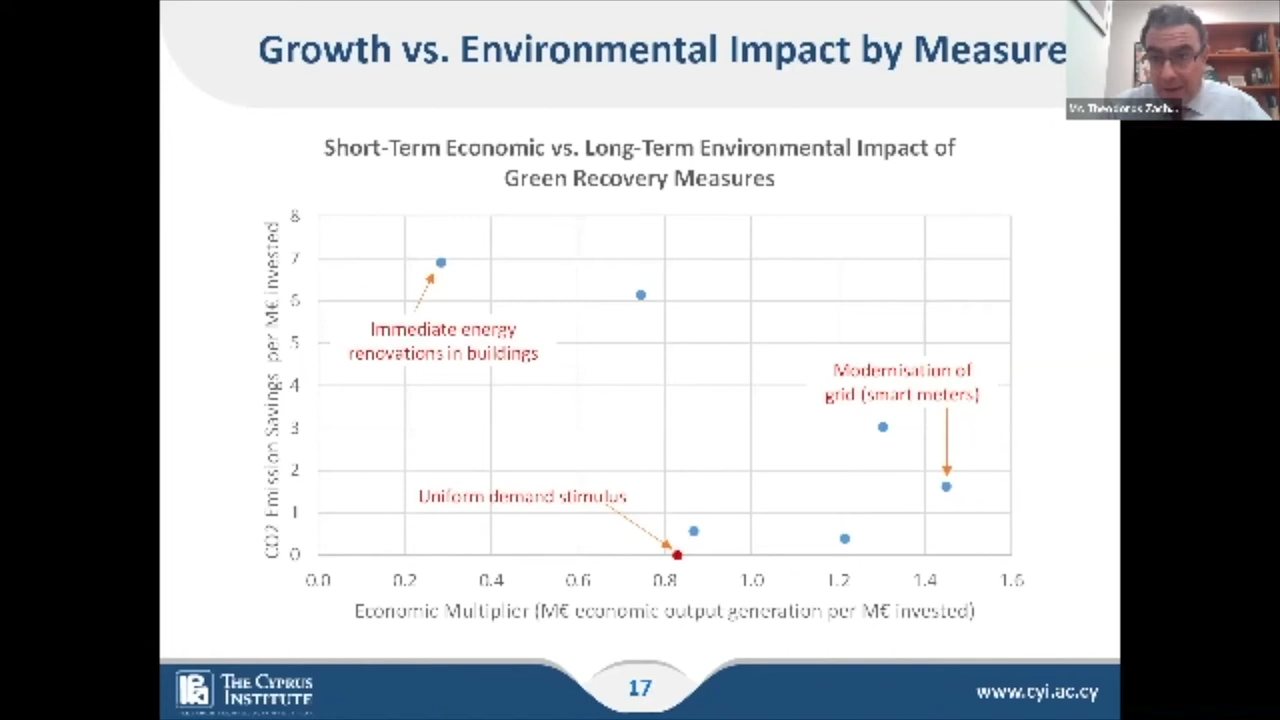 Growth vs. Environmental Impact by Measure
Mr. Theodoros Zach...
Short-Term Economic vs. Long-Term Environmental Impact of
Green Recovery Measures
CO2 Emission Savings per M€ invested
8
7
6
5
4
3
2
1
0
Immediate energy
renovations in buildings
Modernisation of
grid (smart meters)
Uniform demand stimulus
0.0 0.2 0.4 0.6 0.8 1.0 1.2 1.4 1.6
Economic Multiplier (M€ economic output generation per M€ invested)
THE CYPRUS
INSTITUTE
17
www.cyi.ac.cy